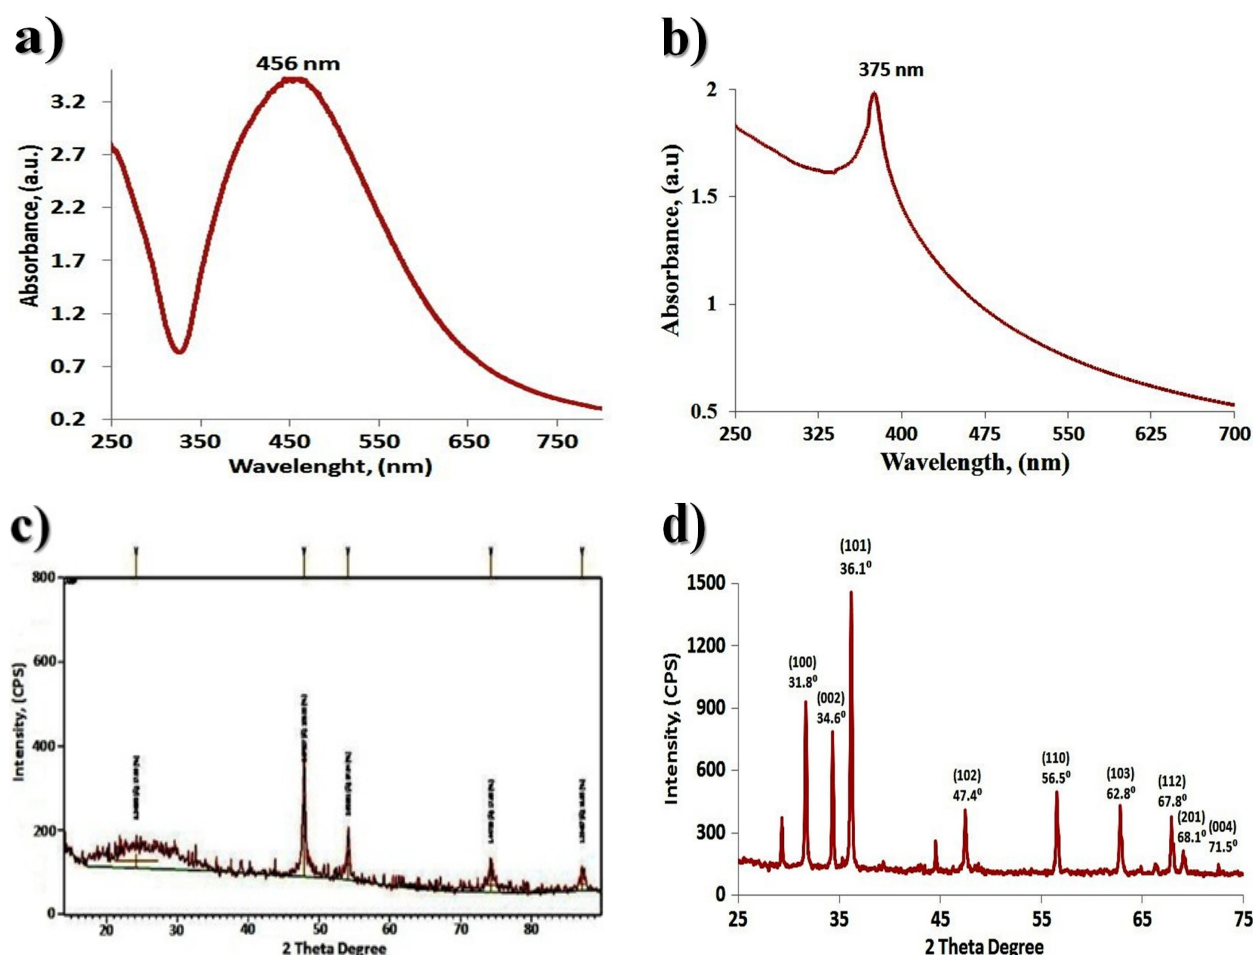 a)
456 nm
3.2
2.7
2.2
1.7
1.2
0.7
0.2
Absorbance, (a.u.)
250 350 450 550 650 750
Wavelenght, (nm)
b)
375 nm
2
1.5
1
0.5
Absorbance, (a.u)
250 325 400 475 550 625 700
Wavelength, (nm)
c)
800
600
400
200
0
Intensity, (CPS)
20 30 40 50 60 70 80
2 Theta Degree
d)
(101)
36.1⁰
(100)
31.8⁰
(002)
34.6⁰
(102)
47.4⁰
(110)
56.5⁰
(103)
62.8⁰
(112)
67.8⁰
(201)
68.1⁰
(004)
71.5⁰
1500
1200
900
600
300
0
Intensity, (CPS)
25 35 45 55 65 75
2 Theta Degree